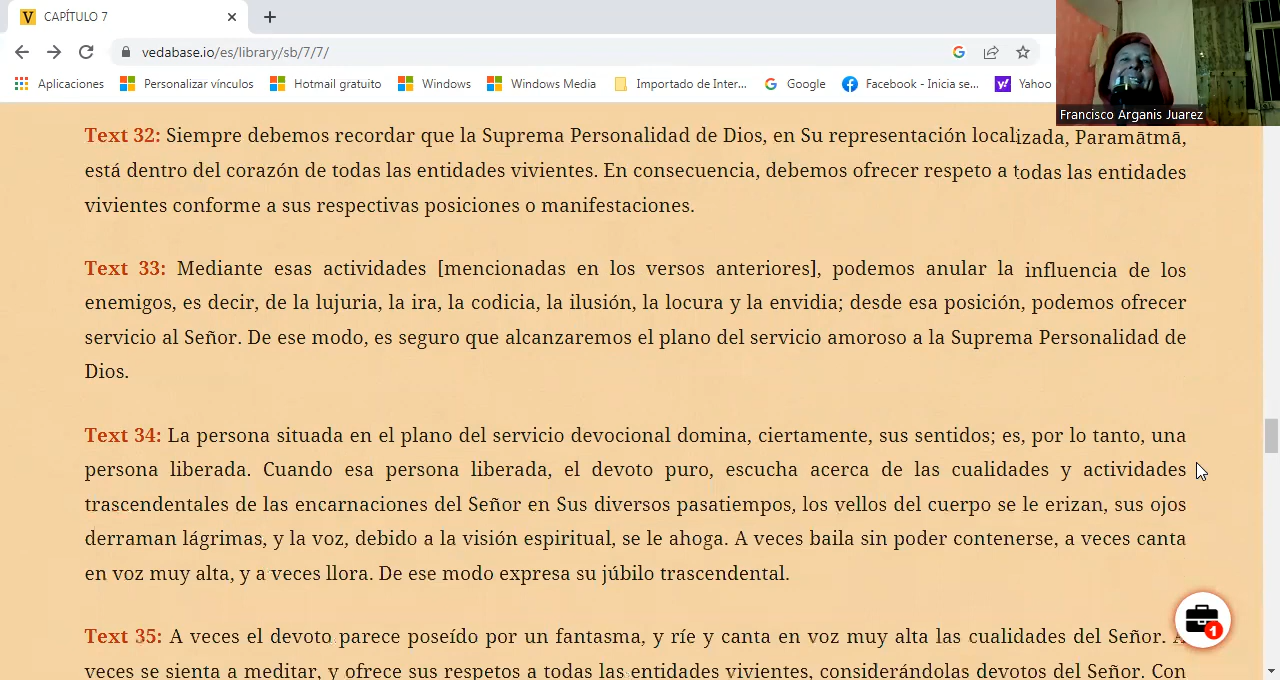 CAPÍTULO 7
vedabase.io/es/library/sb/7/7/
Aplicaciones Personalizar vínculos Hotmail gratuito Windows Windows Media Importado de Inter... Google Facebook - Inicia se... Yahoo
Francisco Arganis Juarez
Text 32: Siempre debemos recordar que la Suprema Personalidad de Dios, en Su representación localizada, Paramātmā,
está dentro del corazón de todas las entidades vivientes. En consecuencia, debemos ofrecer respeto a todas las entidades
vivientes conforme a sus respectivas posiciones o manifestaciones.
Text 33: Mediante esas actividades [mencionadas en los versos anteriores], podemos anular la influencia de los
enemigos, es decir, de la lujuria, la ira, la codicia, la ilusión, la locura y la envidia; desde esa posición, podemos ofrecer
servicio al Señor. De ese modo, es seguro que alcanzaremos el plano del servicio amoroso a la Suprema Personalidad de
Dios.
Text 34: La persona situada en el plano del servicio devocional domina, ciertamente, sus sentidos; es, por lo tanto, una
persona liberada. Cuando esa persona liberada, el devoto puro, escucha acerca de las cualidades y actividades
trascendentales de las encarnaciones del Señor en Sus diversos pasatiempos, los vellos del cuerpo se le erizan, sus ojos
derraman lágrimas, y la voz, debido a la visión espiritual, se le ahoga. A veces baila sin poder contenerse, a veces canta
en voz muy alta, y a veces llora. De ese modo expresa su júbilo trascendental.
Text 35: A veces el devoto parece poseído por un fantasma, y ríe y canta en voz muy alta las cualidades del Señor. A
veces se sienta a meditar, y ofrece sus respetos a todas las entidades vivientes, considerándolas devotos del Señor. Con
1